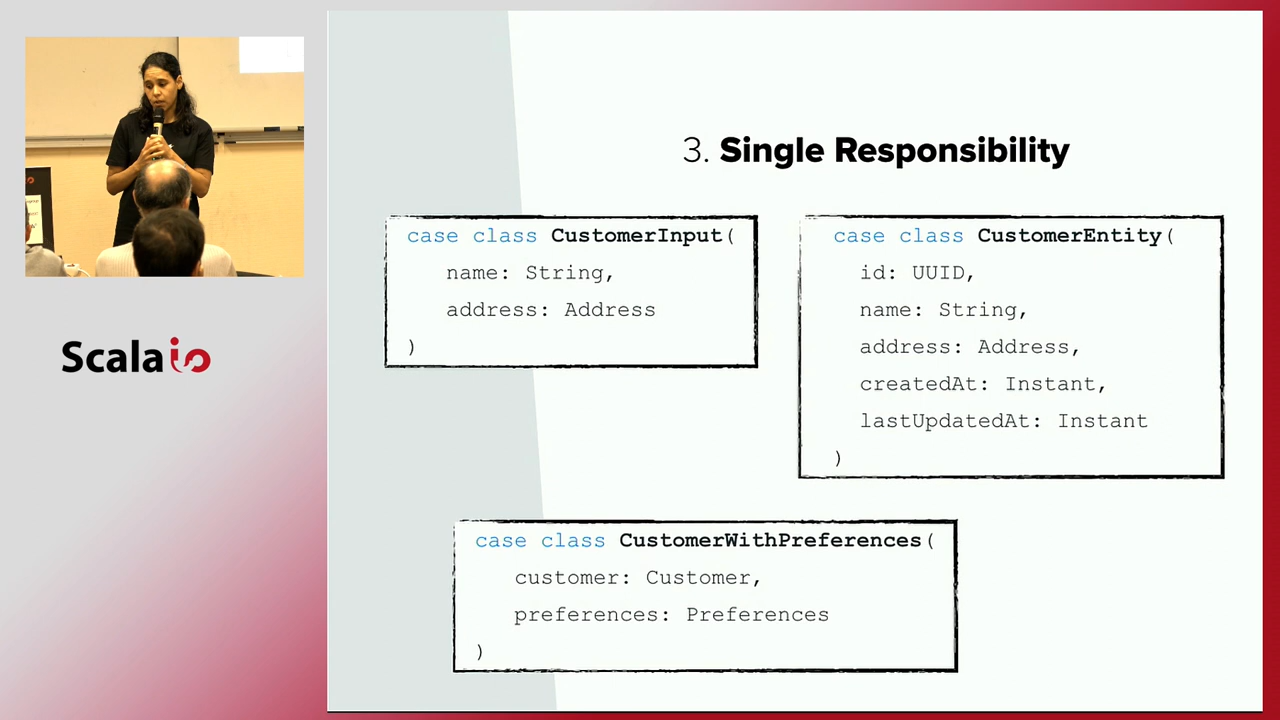 3. Single Responsibility
case class CustomerInput(
name: String,
address: Address
)
case class CustomerEntity(
id: UUID,
name: String,
address: Address,
createdAt: Instant,
lastUpdatedAt: Instant
)
Scala io
case class CustomerWithPreferences(
customer: Customer,
preferences: Preferences
)